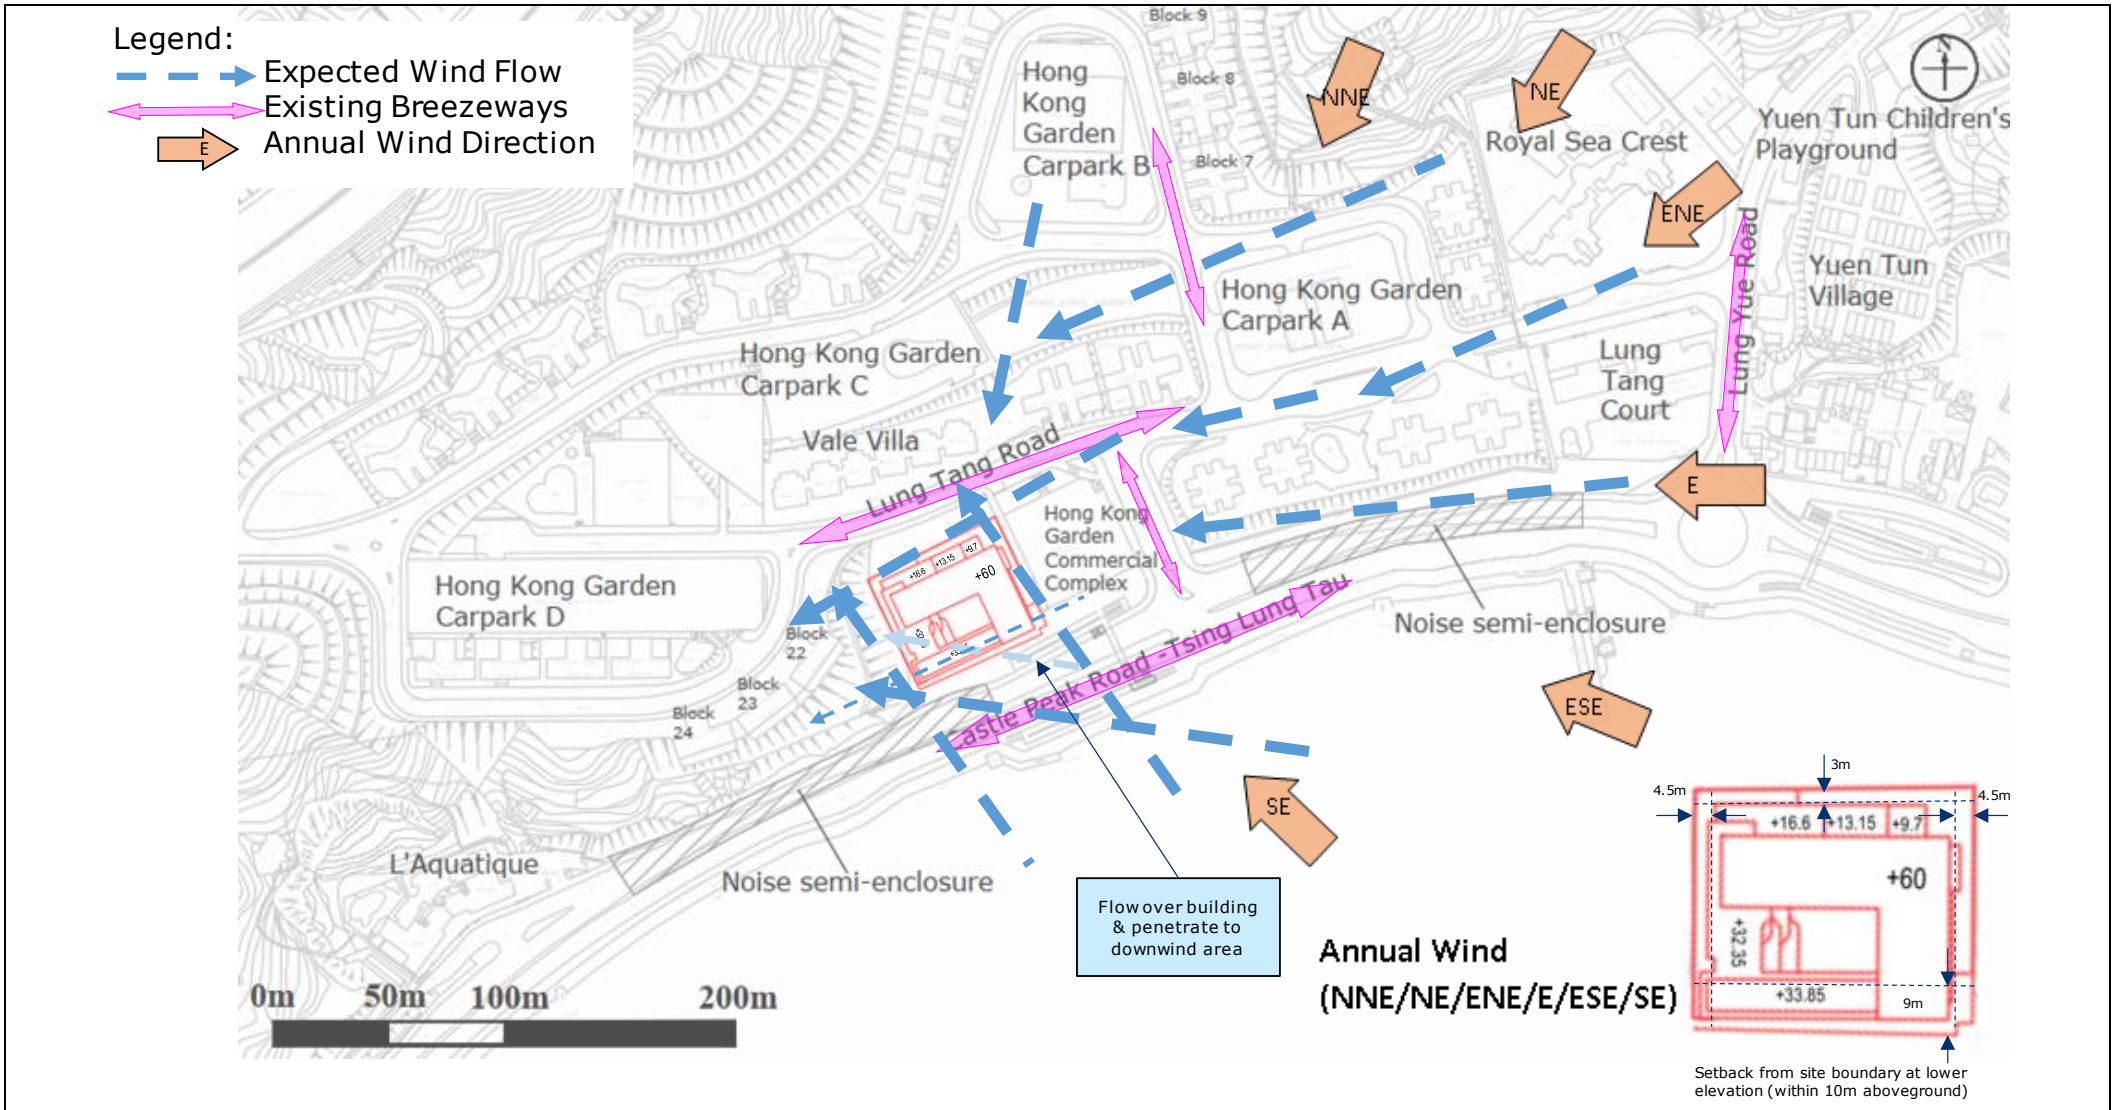 Legend:
Expected Wind Flow
Existing Breezeways
E
Annual Wind Direction
Block 9
Block 8
Block 7
Hong
Kong
Garden
Carpark B
NNE
NE
N
Royal Sea Crest
Yuen Tun Children's
Playground
ENE
Lung Yue Road
Yuen Tun
Village
Hong Kong Garden
Carpark A
Hong Kong Garden
Carpark C
Lung
Tang
Court
Vale Villa
Lung Tang Road
E
Hong Kong
Garden
Commercial
Complex
+16.6
+13.15
+9.7
+60
Hong Kong Garden
Carpark D
Block
22
Block
23
Block
24
Castle Peak Road -Tsing Lung Tau
Noise semi-enclosure
ESE
SE
L'Aquatique
Noise semi-enclosure
Flow over building
& penetrate to
downwind area
Annual Wind
(NNE/NE/ENE/E/ESE/SE)
0m
50m
100m
200m
3m
4.5m
4.5m
+16.6
+13.15
+9.7
+60
+32.35
+33.85
9m
Setback from site boundary at lower
elevation (within 10m aboveground)